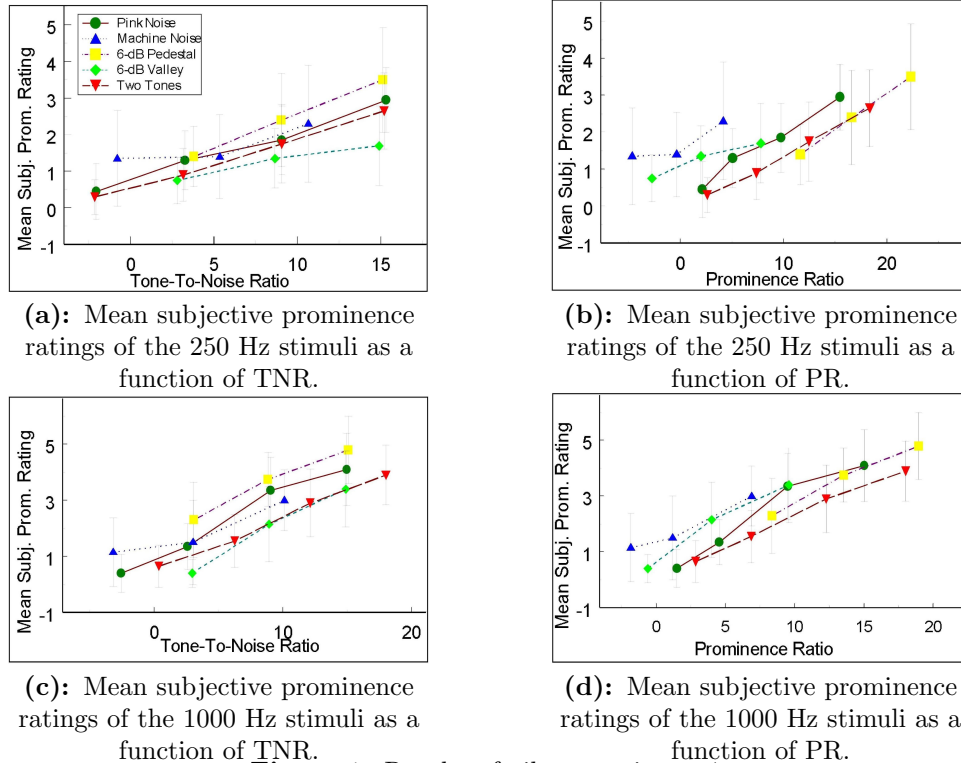 Mean Subj. Prom. Rating
5
4
3
2
1
0
-1
Pink Noise
Machine Noise
6-dB Pedestal
6-dB Valley
Two Tones
0
5
10
15
Tone-To-Noise Ratio
(a): Mean subjective prominence
ratings of the 250 Hz stimuli as a
function of TNR.
Mean Subj. Prom. Rating
5
4
3
2
1
0
-1
0
10
20
Prominence Ratio
(b): Mean subjective prominence
ratings of the 250 Hz stimuli as a
function of PR.
Mean Subj. Prom. Rating
5
3
1
-1
0
10
20
Tone-To-Noise Ratio
(c): Mean subjective prominence
ratings of the 1000 Hz stimuli as a
function of TNR.
Mean Subj. Prom. Rating
5
3
1
-1
0
5
10
15
20
Prominence Ratio
(d): Mean subjective prominence
ratings of the 1000 Hz stimuli as a
function of PR.